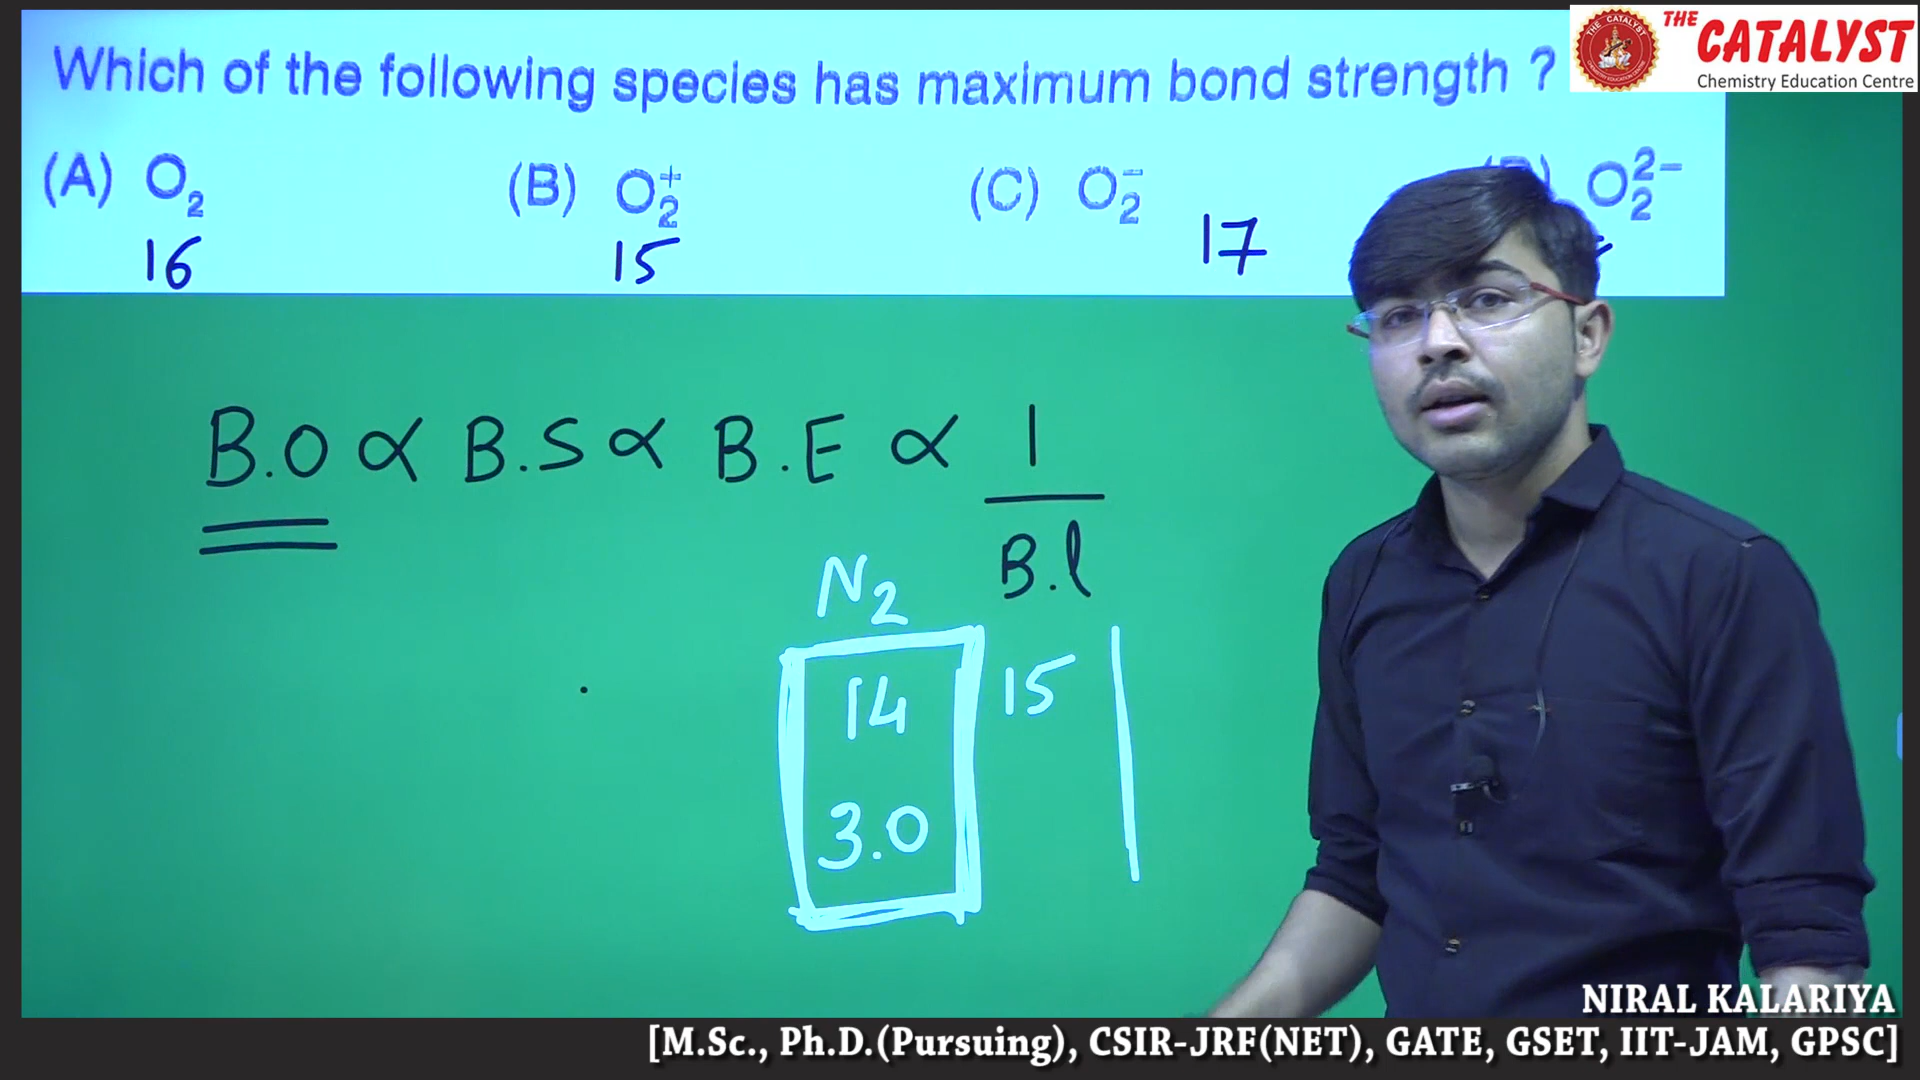 THE
CATALYST
Chemistry Education Centre
Which of the following species has maximum bond strength ?
(A) O₂ (B) O₂⁺ (C) O₂⁻ O₂²⁻
16 15 17
B.O ∝ B.S ∝ B.E ∝ 1/B.l
N₂
14 15
3.0
NIRAL KALARIYA
[M.Sc., Ph.D.(Pursuing), CSIR-JRF(NET), GATE, GSET, IIT-JAM, GPSC]